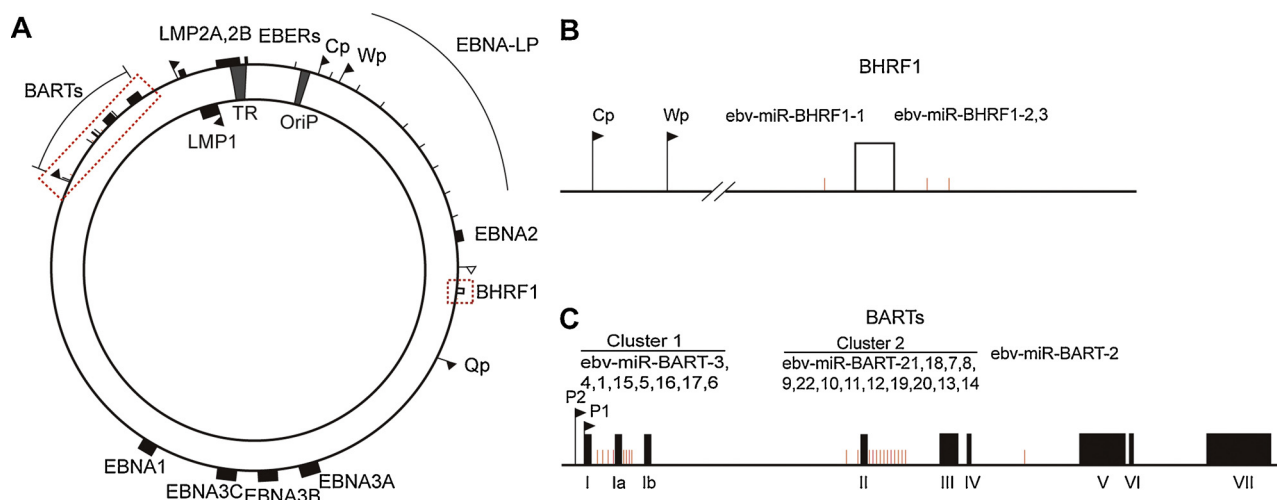 A
LMP2A,2B
EBERs
Cp
Wp
EBNA-LP
BARTs
TR
OriP
LMP1
EBNA2
BHRF1
Qp
EBNA1
EBNA3C
EBNA3B
EBNA3A
B
BHRF1
Cp
Wp
ebv-miR-BHRF1-1
ebv-miR-BHRF1-2,3
C
BARTs
Cluster 1
ebv-miR-BART-3,
4,1,15,5,16,17,6
Cluster 2
ebv-miR-BART-21,18,7,8,
9,22,10,11,12,19,20,13,14
ebv-miR-BART-2
P2
P1
I
Ia
Ib
II
III
IV
V
VI
VII